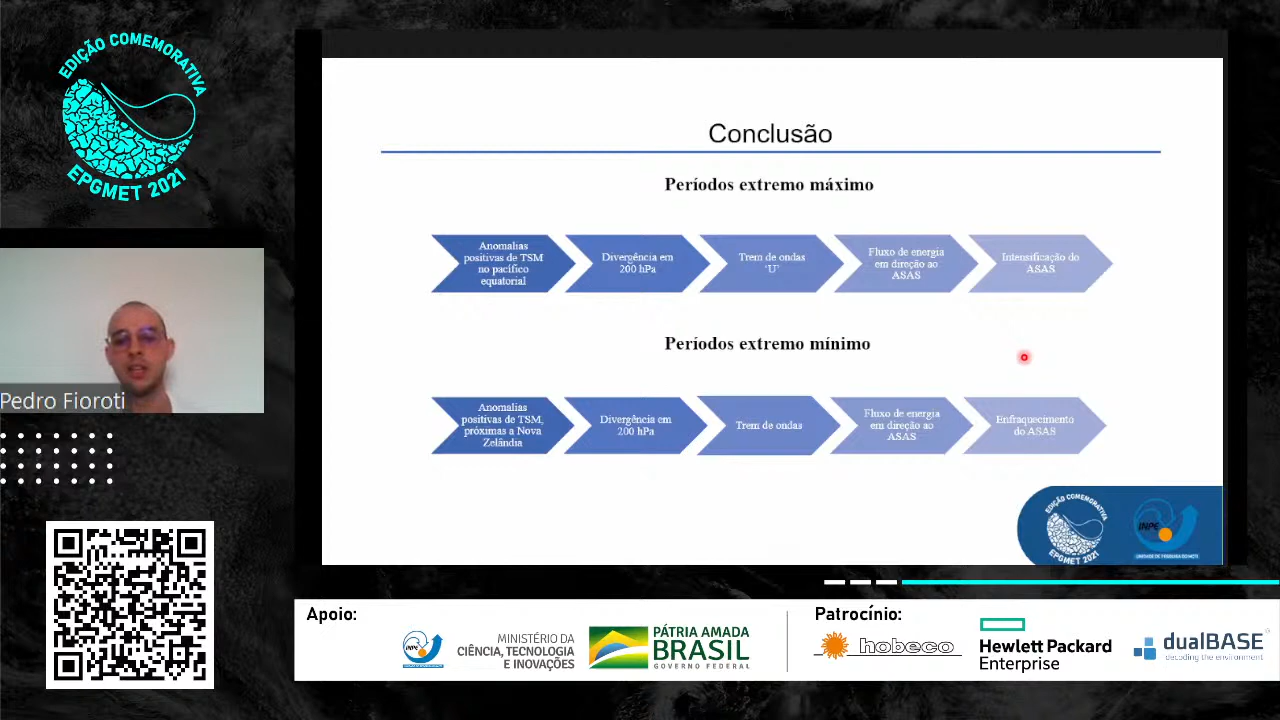 EDIÇÃO COMEMORATIVA
EPGMET 2021
Pedro Fioroti
Conclusão
Períodos extremo máximo
Anomalias
positivas de TSM
no pacífico
equatorial
Divergência em
200 hPa
Trem de ondas
'U'
Fluxo de energia
em direção ao
ASAS
Intensificação do
ASAS
Períodos extremo mínimo
Anomalias
positivas de TSM,
próximas a Nova
Zelândia
Divergência em
200 hPa
Trem de ondas
Fluxo de energia
em direção ao
ASAS
Enfraquecimento
do ASAS
EDIÇÃO COMEMORATIVA
EPGMET 2021
INPE
Apoio:
INPE
MINISTÉRIO DA
CIÊNCIA, TECNOLOGIA
E INOVAÇÕES
PÁTRIA AMADA
BRASIL
GOVERNO FEDERAL
Patrocínio:
hobeco
Hewlett Packard
Enterprise
dualBASE
decoding the environment